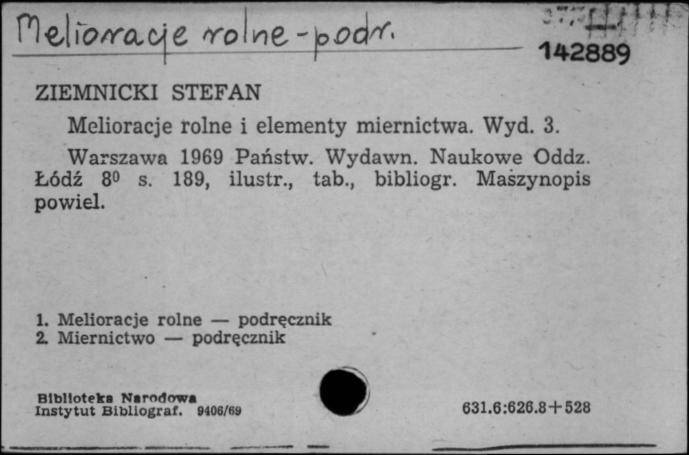 Melioracje rolne - podr.
142889
ZIEMNICKI STEFAN
Melioracje rolne i elementy miernictwa. Wyd. 3.
Warszawa 1969 Państw. Wydawn. Naukowe Oddz.
Łódź 8⁰ s. 189, ilustr., tab., bibliogr. Maszynopis
powiel.
1. Melioracje rolne — podręcznik
2. Miernictwo — podręcznik
Biblioteka Narodowa
Instytut Bibliograf. 9406/69
631.6:626.8+528